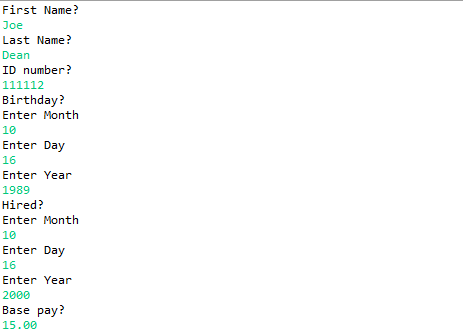 First Name?
Joe
Last Name?
Dean
ID number?
111112
Birthday?
Enter Month
10
Enter Day
16
Enter Year
1989
Hired?
Enter Month
10
Enter Day
16
Enter Year
2000
Base pay?
15.00